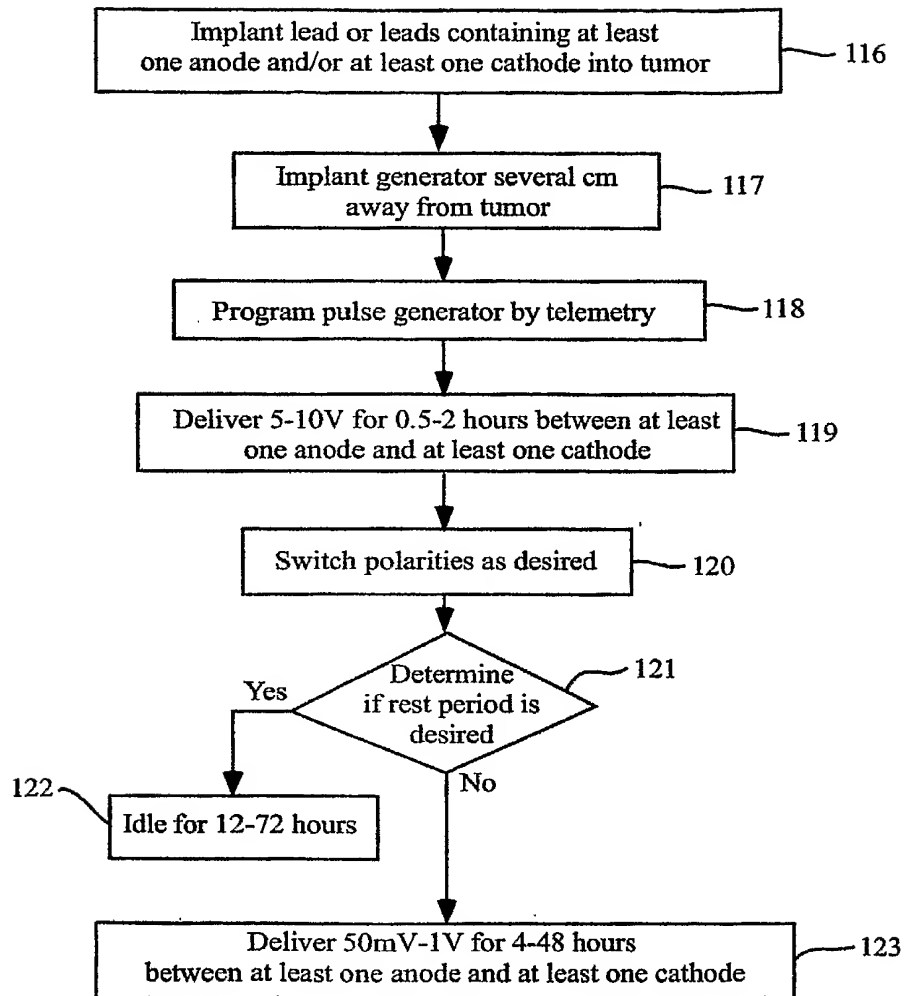 Implant lead or leads containing at least
one anode and/or at least one cathode into tumor
116
Implant generator several cm
away from tumor
117
Program pulse generator by telemetry
118
Deliver 5-10V for 0.5-2 hours between at least
one anode and at least one cathode
119
Switch polarities as desired
120
Determine
if rest period is
desired
121
Yes
No
122
Idle for 12-72 hours
Deliver 50mV-1V for 4-48 hours
between at least one anode and at least one cathode
123